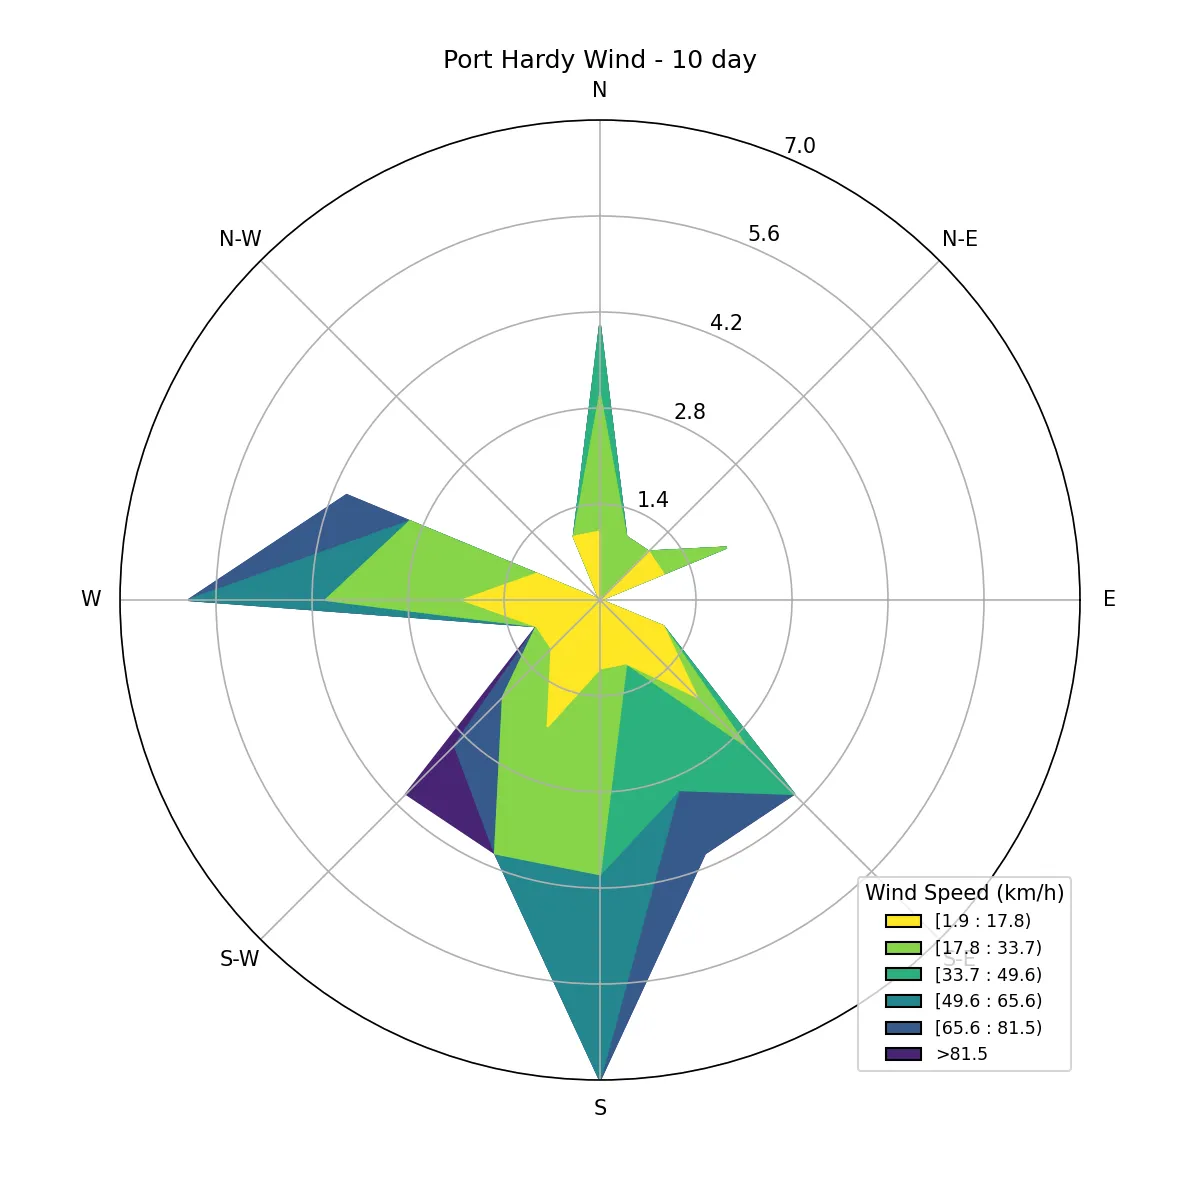 Port Hardy Wind - 10 day
N
7.0
5.6
N-W
N-E
4.2
2.8
1.4
W
E
Wind Speed (km/h)
[1.9 : 17.8)
[17.8 : 33.7)
S-W
S-E
[33.7 : 49.6)
[49.6 : 65.6)
[65.6 : 81.5)
>81.5
S